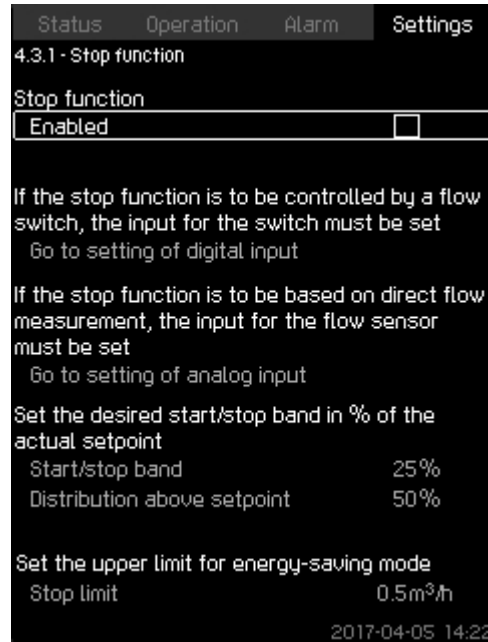 Status Operation Alarm Settings
4.3.1 - Stop function
Stop function
Enabled
If the stop function is to be controlled by a flow
switch, the input for the switch must be set
Go to setting of digital input
If the stop function is to be based on direct flow
measurement, the input for the flow sensor
must be set
Go to setting of analog input
Set the desired start/stop band in % of the
actual setpoint
Start/stop band 25%
Distribution above setpoint 50%
Set the upper limit for energy-saving mode
Stop limit 0.5m³/h
2017-04-05 14:22